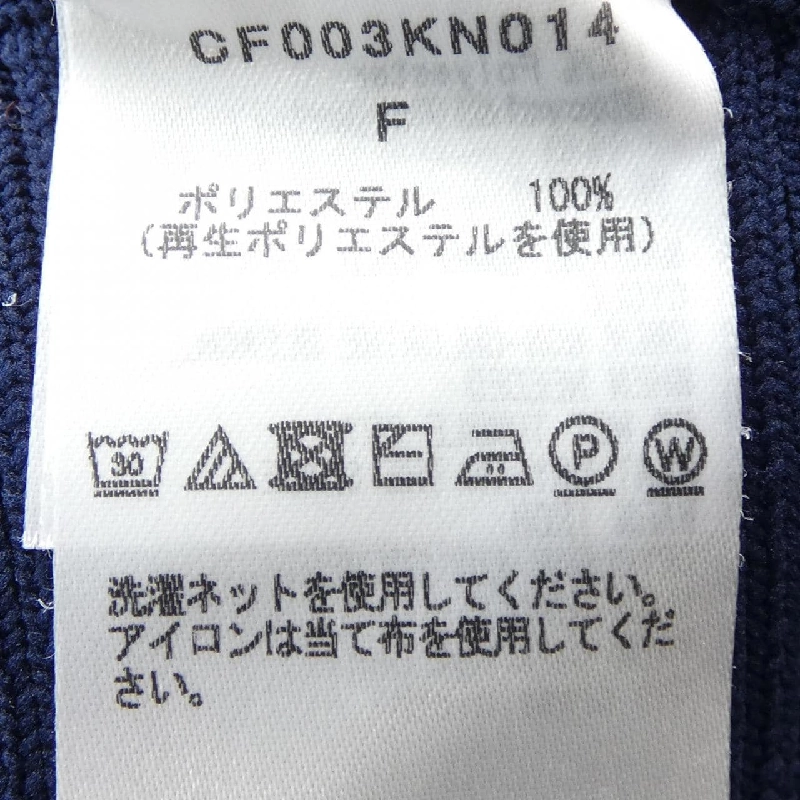 CF003KN014
F
ポリエステル 100%
(再生ポリエステルを使用)
30
P W
洗濯ネットを使用してください。
アイロンは当て布を使用してくだ
さい。